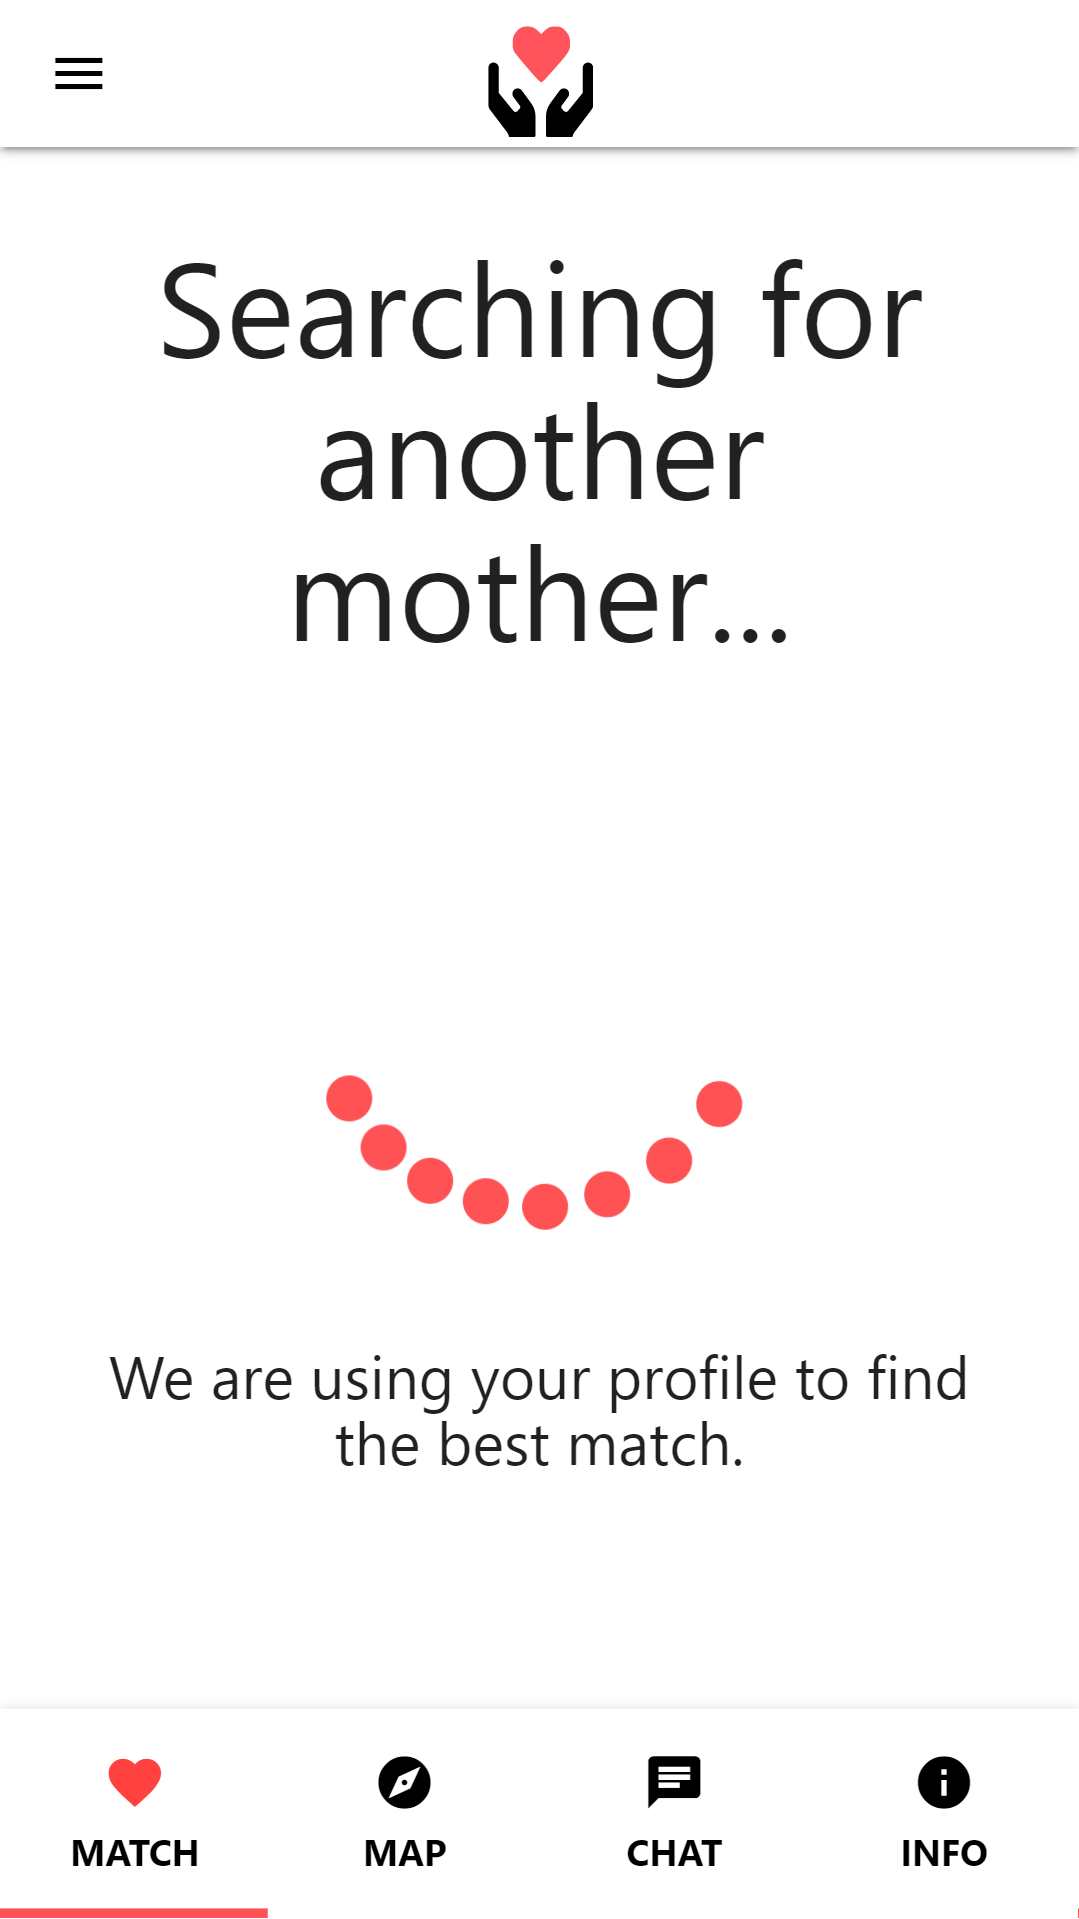 Searching for
another
mother...
We are using your profile to find
the best match.
MATCH MAP CHAT INFO